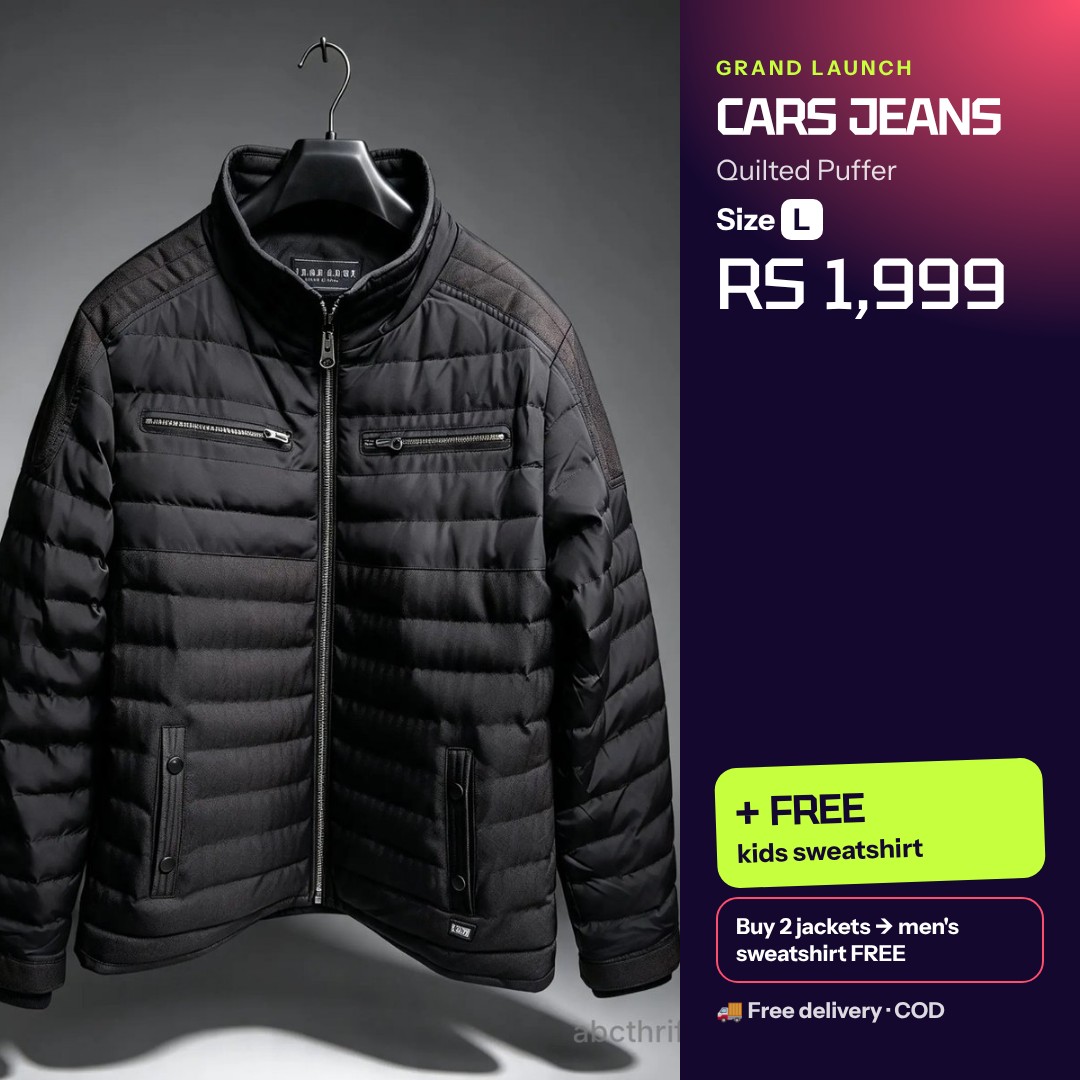 GRAND LAUNCH
CARS JEANS
Quilted Puffer
Size L
RS 1,999
+ FREE
kids sweatshirt
Buy 2 jackets → men's
sweatshirt FREE
🚚 Free delivery · COD
abcthrif